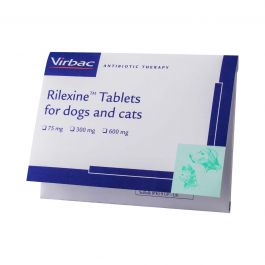 Virbac
ANTIBIOTIC THERAPY
Rilexine™ Tablets
for dogs and cats
75 mg 300 mg 600 mg